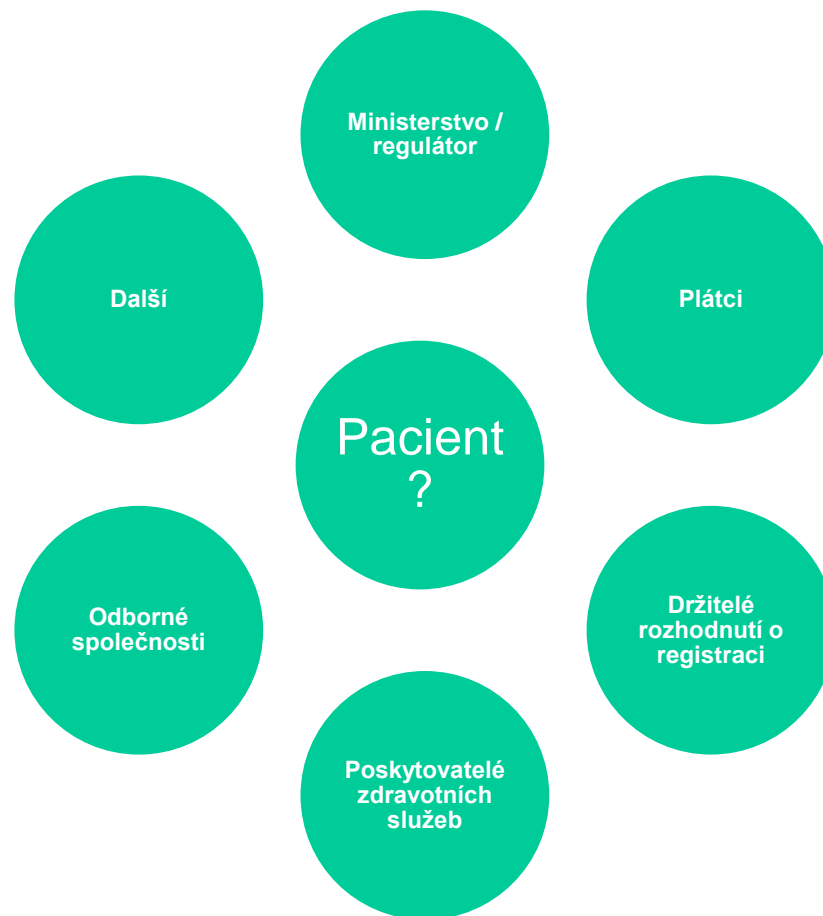 Ministerstvo /
regulátor
Další
Plátci
Pacient
?
Odborné
společnosti
Držitelé
rozhodnutí o
registraci
Poskytovatelé
zdravotních
služeb